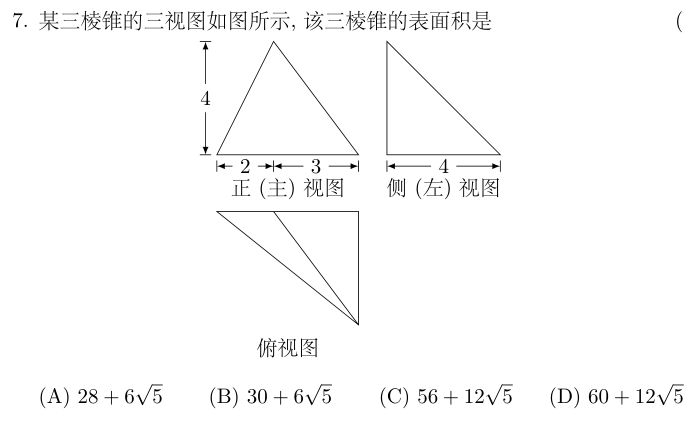 7. 某三棱锥的三视图如图所示, 该三棱锥的表面积是 (
4
2 3 4
正 (主) 视图 侧 (左) 视图
俯视图
(A) 28 + 6√5 (B) 30 + 6√5 (C) 56 + 12√5 (D) 60 + 12√5